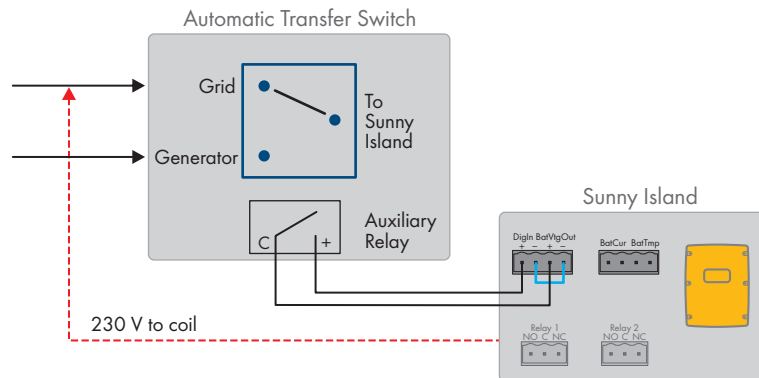 Automatic Transfer Switch
Grid
To
Sunny
Island
Generator
Auxiliary
Relay
C +
Sunny Island
DigIn BatVtgOut
+ − + −
BatCur BatTmp
230 V to coil
Relay 1
NO C NC
Relay 2
NO C NC